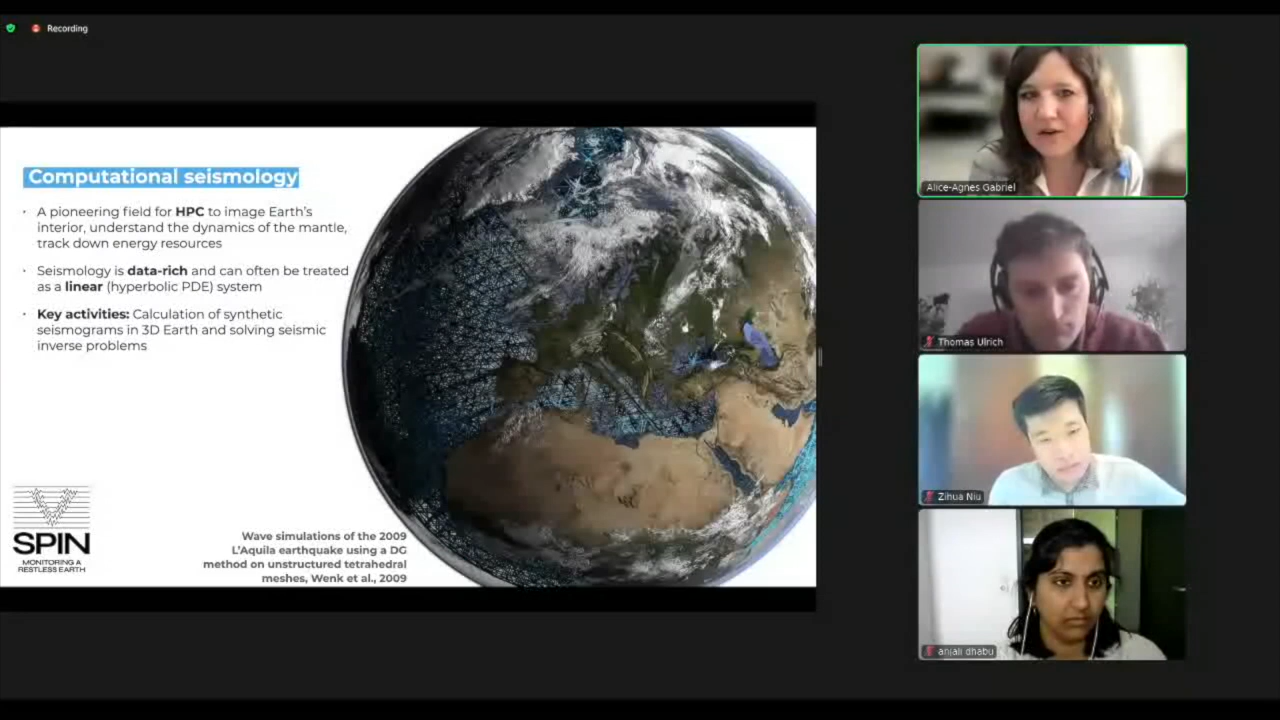 Recording
Computational seismology
· A pioneering field for HPC to image Earth's
interior, understand the dynamics of the mantle,
track down energy resources
· Seismology is data-rich and can often be treated
as a linear (hyperbolic PDE) system
· Key activities: Calculation of synthetic
seismograms in 3D Earth and solving seismic
inverse problems
SPIN
MONITORING A
RESTLESS EARTH
Wave simulations of the 2009
L'Aquila earthquake using a DG
method on unstructured tetrahedral
meshes, Wenk et al., 2009
Alice-Agnes Gabriel
Thomas Ulrich
Zihua Niu
anjali dhabu